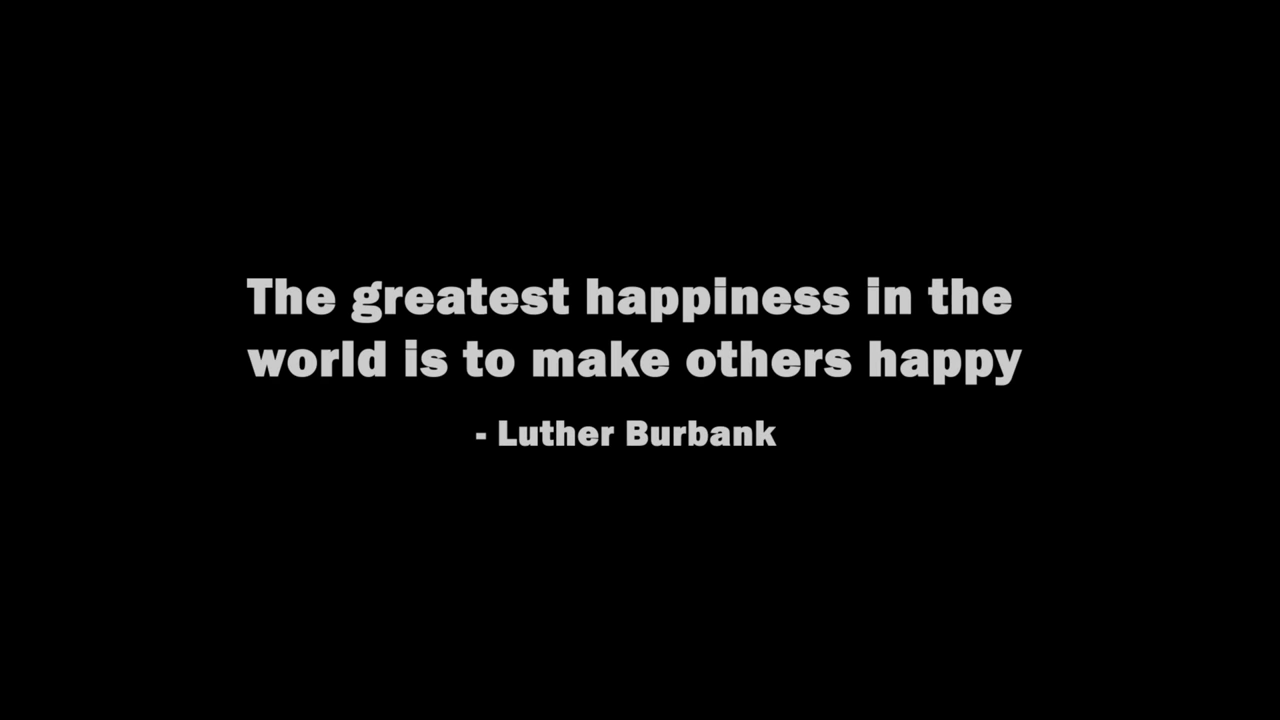 The greatest happiness in the
world is to make others happy
- Luther Burbank